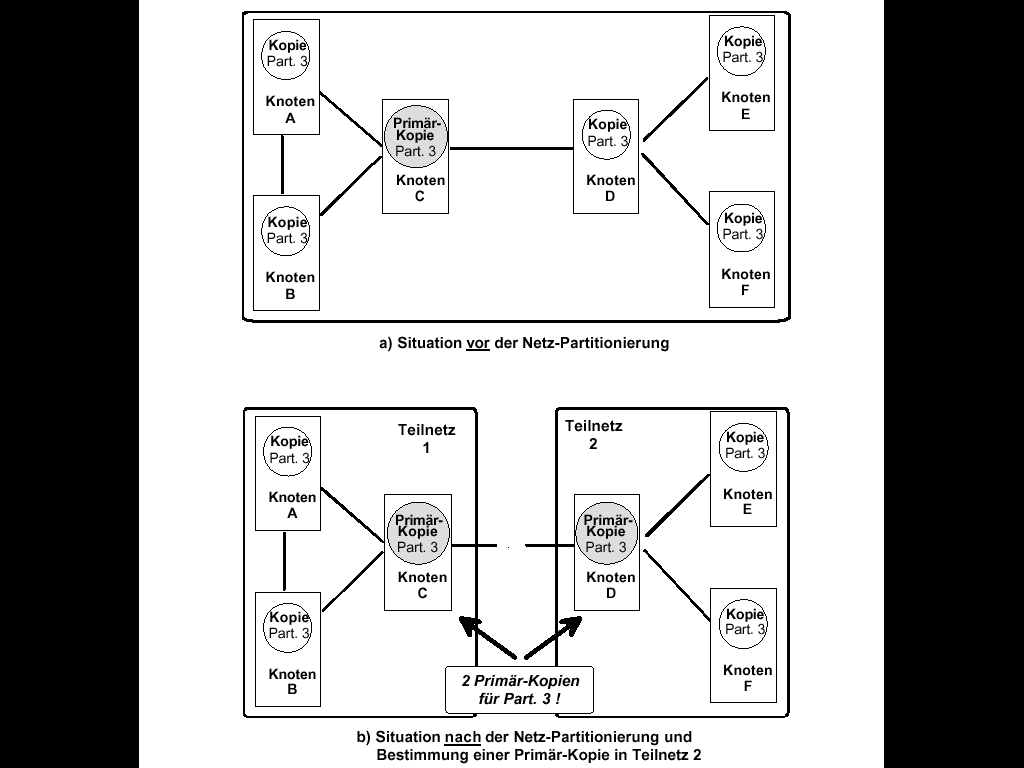 Kopie
Part. 3
Knoten
A
Kopie
Part. 3
Knoten
B
Primär-
Kopie
Part. 3
Knoten
C
Kopie
Part. 3
Knoten
D
Kopie
Part. 3
Knoten
E
Kopie
Part. 3
Knoten
F
a) Situation vor der Netz-Partitionierung
Teilnetz
1
Kopie
Part. 3
Knoten
A
Kopie
Part. 3
Knoten
B
Primär-
Kopie
Part. 3
Knoten
C
Teilnetz
2
Primär-
Kopie
Part. 3
Knoten
D
Kopie
Part. 3
Knoten
E
Kopie
Part. 3
Knoten
F
2 Primär-Kopien
für Part. 3 !
b) Situation nach der Netz-Partitionierung und
Bestimmung einer Primär-Kopie in Teilnetz 2